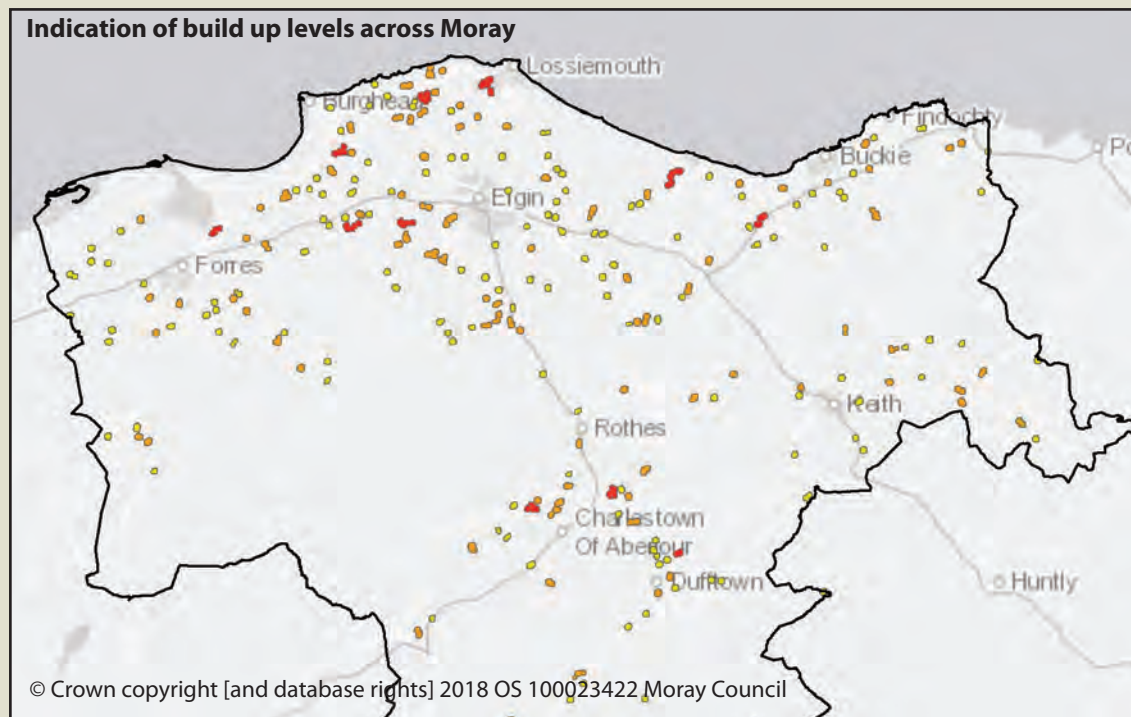 Indication of build up levels across Moray
Lossiemouth
Burghead
Findochty
Buckie
Elgin
Forres
Keith
Rothes
Charlestown
Of Aberlour
Dufftown
Huntly
© Crown copyright [and database rights] 2018 OS 100023422 Moray Council